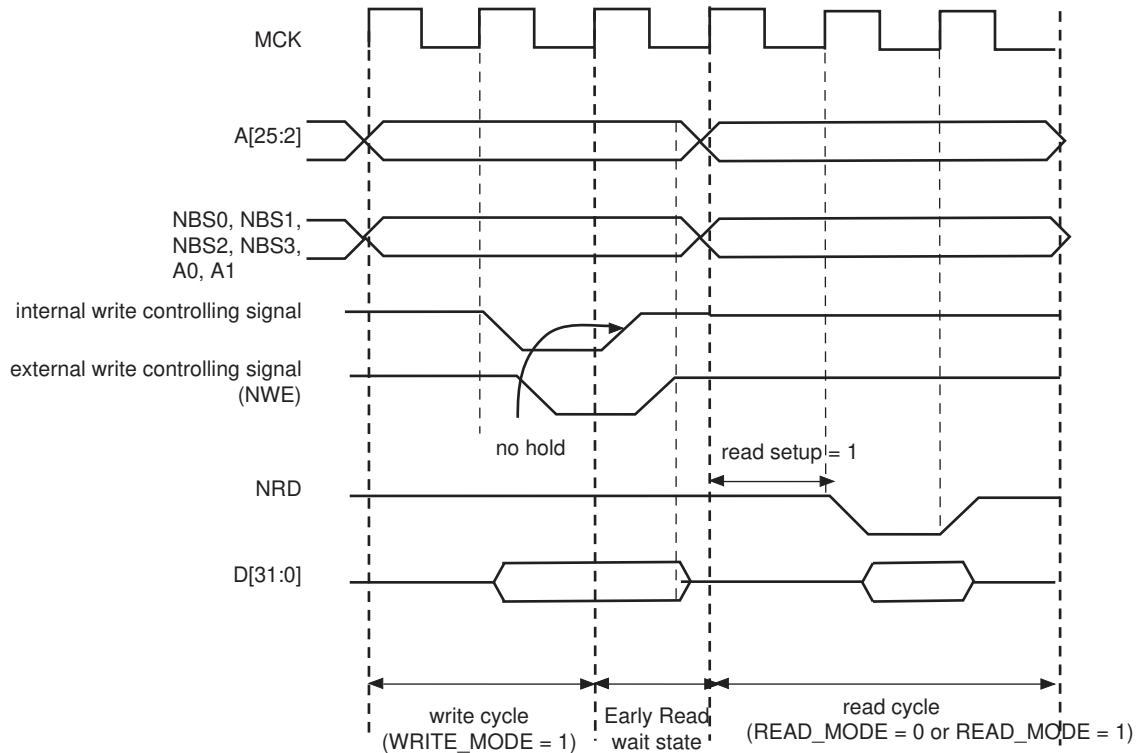 MCK
A[25:2]
NBS0, NBS1,
NBS2, NBS3,
A0, A1
internal write controlling signal
external write controlling signal
(NWE)
no hold
read setup = 1
NRD
D[31:0]
write cycle
(WRITE_MODE = 1)
Early Read
wait state
read cycle
(READ_MODE = 0 or READ_MODE = 1)